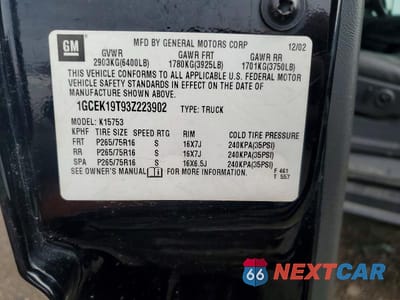 GM
MFD BY GENERAL MOTORS CORP 12/02
GVWR GAWR FRT GAWR RR
2903KG(6400LB) 1780KG(3925LB) 1701KG(3750LB)
THIS VEHICLE CONFORMS TO ALL APPLICABLE U.S. FEDERAL MOTOR
VEHICLE SAFETY STANDARDS IN EFFECT ON THE DATE OF
MANUFACTURE SHOWN ABOVE.
1GCEK19T93Z223902 TYPE: TRUCK
MODEL: K15753
KPHF TIRE SIZE SPEED RTG RIM COLD TIRE PRESSURE
FRT P265/75R16 S 16X7J 240KPA(35PSI)
RR P265/75R16 S 16X7J 240KPA(35PSI)
SPA P265/75R16 S 16X6.5J 240KPA(35PSI)
SEE OWNER'S MANUAL FOR MORE INFORMATION. F 461
T 557
66 NEXTCAR